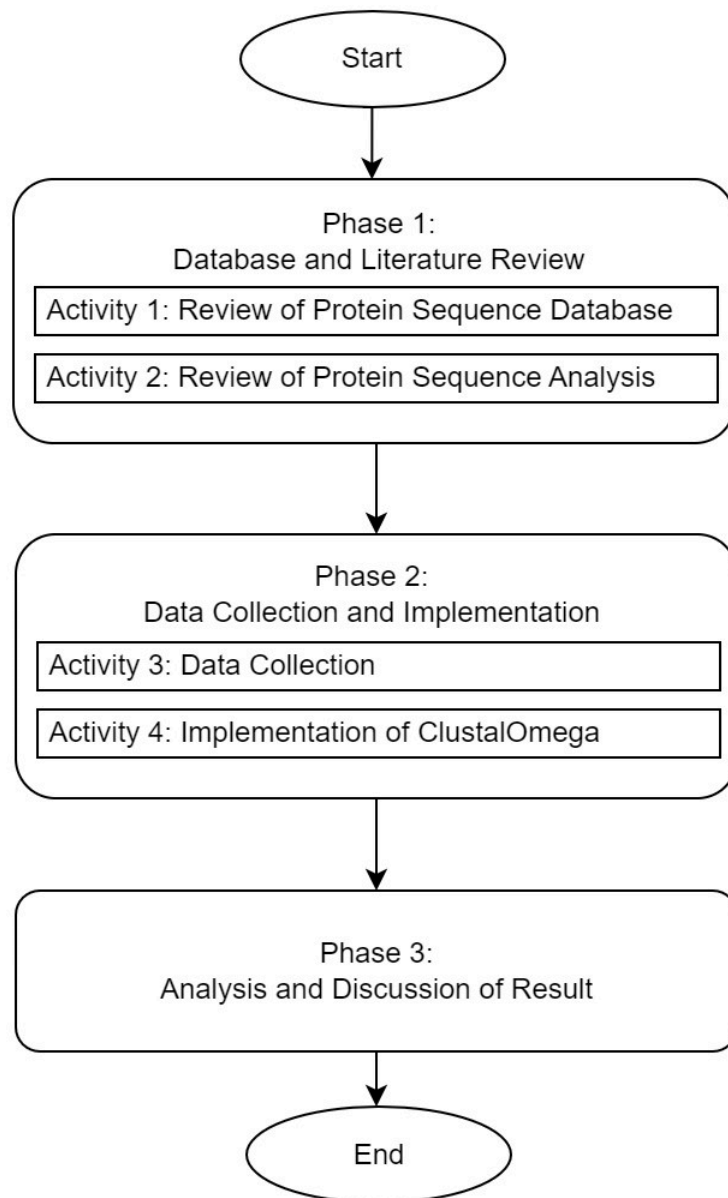 Start
Phase 1:
Database and Literature Review
Activity 1: Review of Protein Sequence Database
Activity 2: Review of Protein Sequence Analysis
Phase 2:
Data Collection and Implementation
Activity 3: Data Collection
Activity 4: Implementation of ClustalOmega
Phase 3:
Analysis and Discussion of Result
End